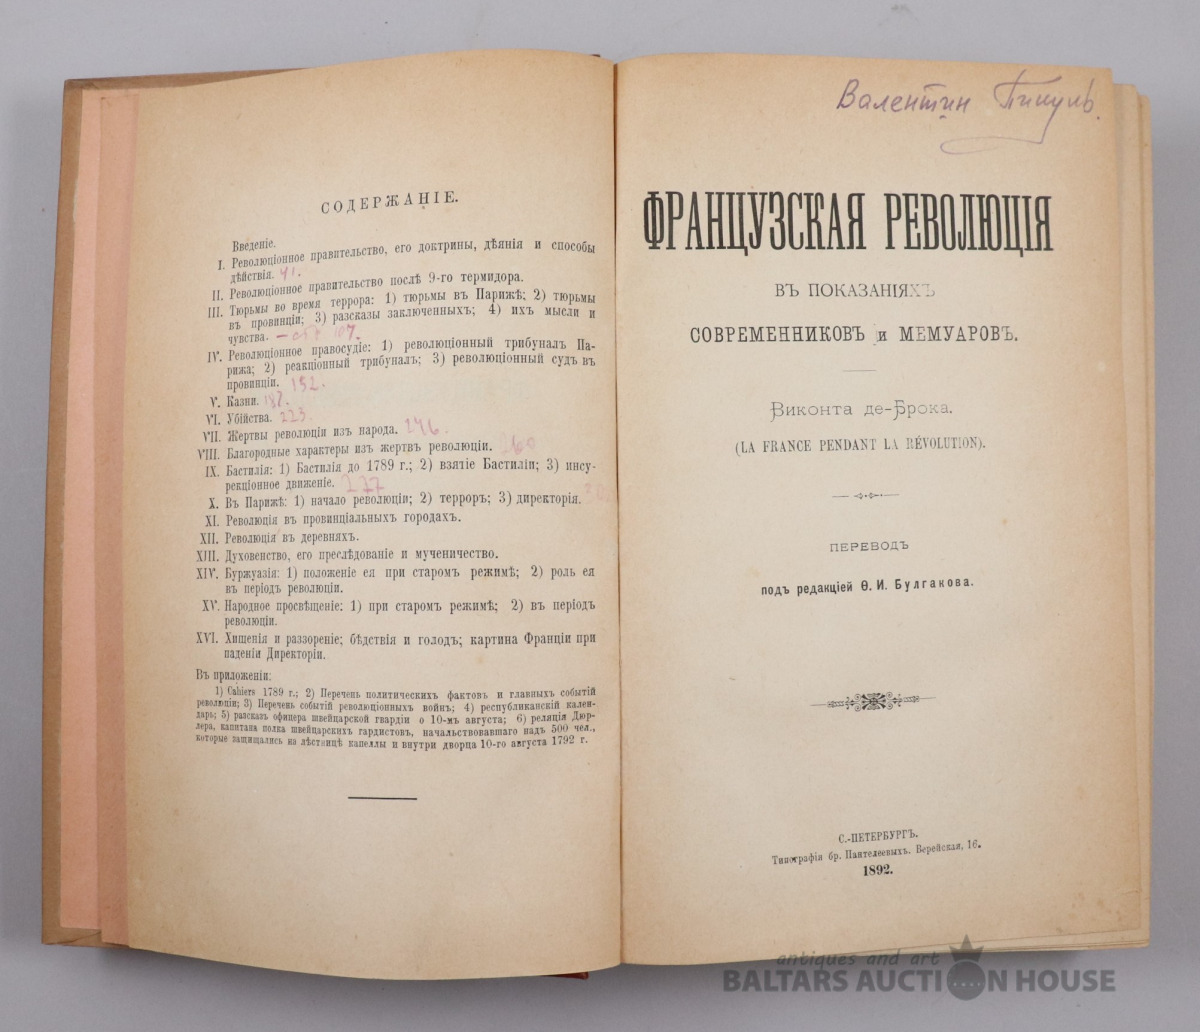 СОДЕРЖАНІЕ.
Введеніе.
I. Революціонное правительство, его доктрины, дѣянія и способы
дѣйствія. 41.
II. Революціонное правительство послѣ 9-го термидора.
III. Тюрьмы во время террора: 1) тюрьмы въ Парижѣ; 2) тюрьмы
въ провинціи; 3) разсказы заключенныхъ; 4) ихъ мысли и
чувства. — стр 107.
IV. Революціонное правосудіе: 1) революціонный трибуналъ Па-
рижа; 2) реакціонный трибуналъ; 3) революціонный судъ въ
провинціи. 152.
V. Казни. 187.
VI. Убійства. 223.
VII. Жертвы революціи изъ народа. 246.
VIII. Благородные характеры изъ жертвъ революціи. 260
IX. Бастилія: 1) Бастилія до 1789 г.; 2) взятіе Бастиліи; 3) инсу-
рекціонное движеніе. 277
X. Въ Парижѣ: 1) начало революціи; 2) терроръ; 3) директорія.
XI. Революція въ провинціальныхъ городахъ.
XII. Революція въ деревняхъ.
XIII. Духовенство, его преслѣдованіе и мученичество.
XIV. Буржуазія: 1) положеніе ея при старомъ режимѣ; 2) роль ея
въ періодъ революціи.
XV. Народное просвѣщеніе: 1) при старомъ режимѣ; 2) въ періодъ
революціи.
XVI. Хищенія и раззореніе; бѣдствія и голодъ; картина Франціи при
паденіи Директоріи.
Въ приложеніи:
1) Cahiers 1789 г.; 2) Перечень политическихъ фактовъ и главныхъ событій
революціи; 3) Перечень событій революціонныхъ войнъ; 4) республиканскій кален-
дарь; 5) разсказъ офицера швейцарской гвардіи о 10-мъ августа; 6) реляція Дюр-
лера, капитана полка швейцарскихъ гардистовъ, начальствовавшаго надъ 500 чел.,
которые защищались на лѣстницѣ капеллы и внутри дворца 10-го августа 1792 г.
Валентин Пикуль.
ФРАНЦУЗСКАЯ РЕВОЛЮЦІЯ
ВЪ ПОКАЗАНІЯХЪ
СОВРЕМЕННИКОВЪ и МЕМУАРОВЪ.
Виконта де-Брока.
(LA FRANCE PENDANT LA RÉVOLUTION).
ПЕРЕВОДЪ
подъ редакціей Ѳ. И. Булгакова.
С.-ПЕТЕРБУРГЪ.
Типографія бр. Пантелеевыхъ. Верейская, 16.
1892.
antiques and art
BALTARS AUCTION HOUSE